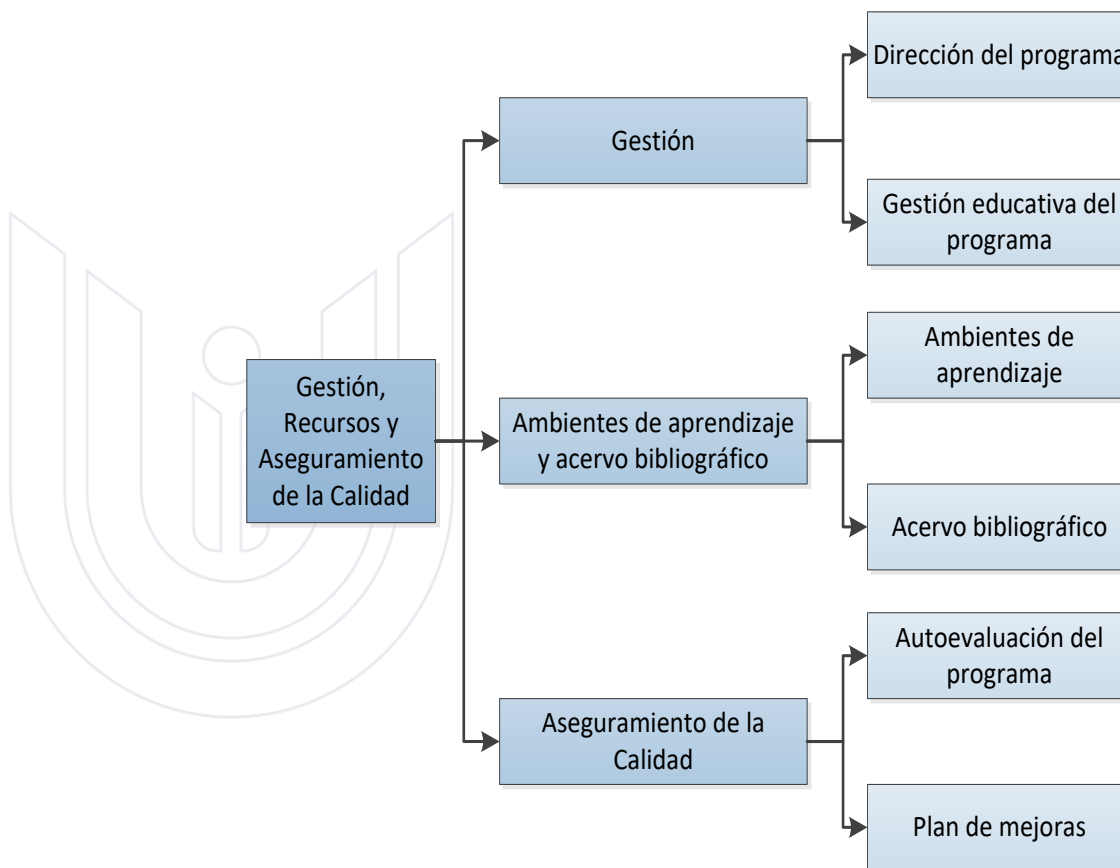 Gestión,
Recursos y
Aseguramiento
de la Calidad
Gestión
Dirección del programa
Gestión educativa del
programa
Ambientes de aprendizaje
y acervo bibliográfico
Ambientes de
aprendizaje
Acervo bibliográfico
Aseguramiento de la
Calidad
Autoevaluación del
programa
Plan de mejoras